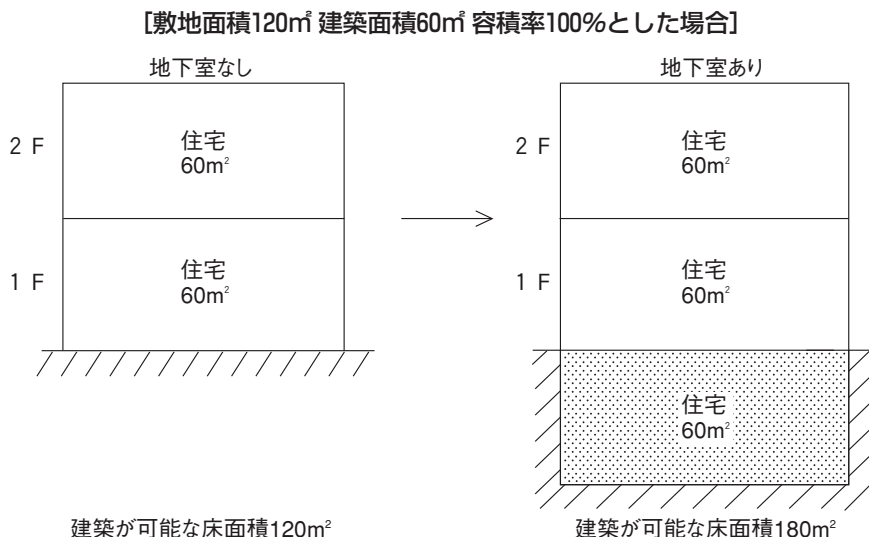 [敷地面積120㎡ 建築面積60㎡ 容積率100%とした場合]
地下室なし
2 F
住宅
60m²
1 F
住宅
60m²
建築が可能な床面積120m²
地下室あり
2 F
住宅
60m²
1 F
住宅
60m²
住宅
60m²
建築が可能な床面積180m²